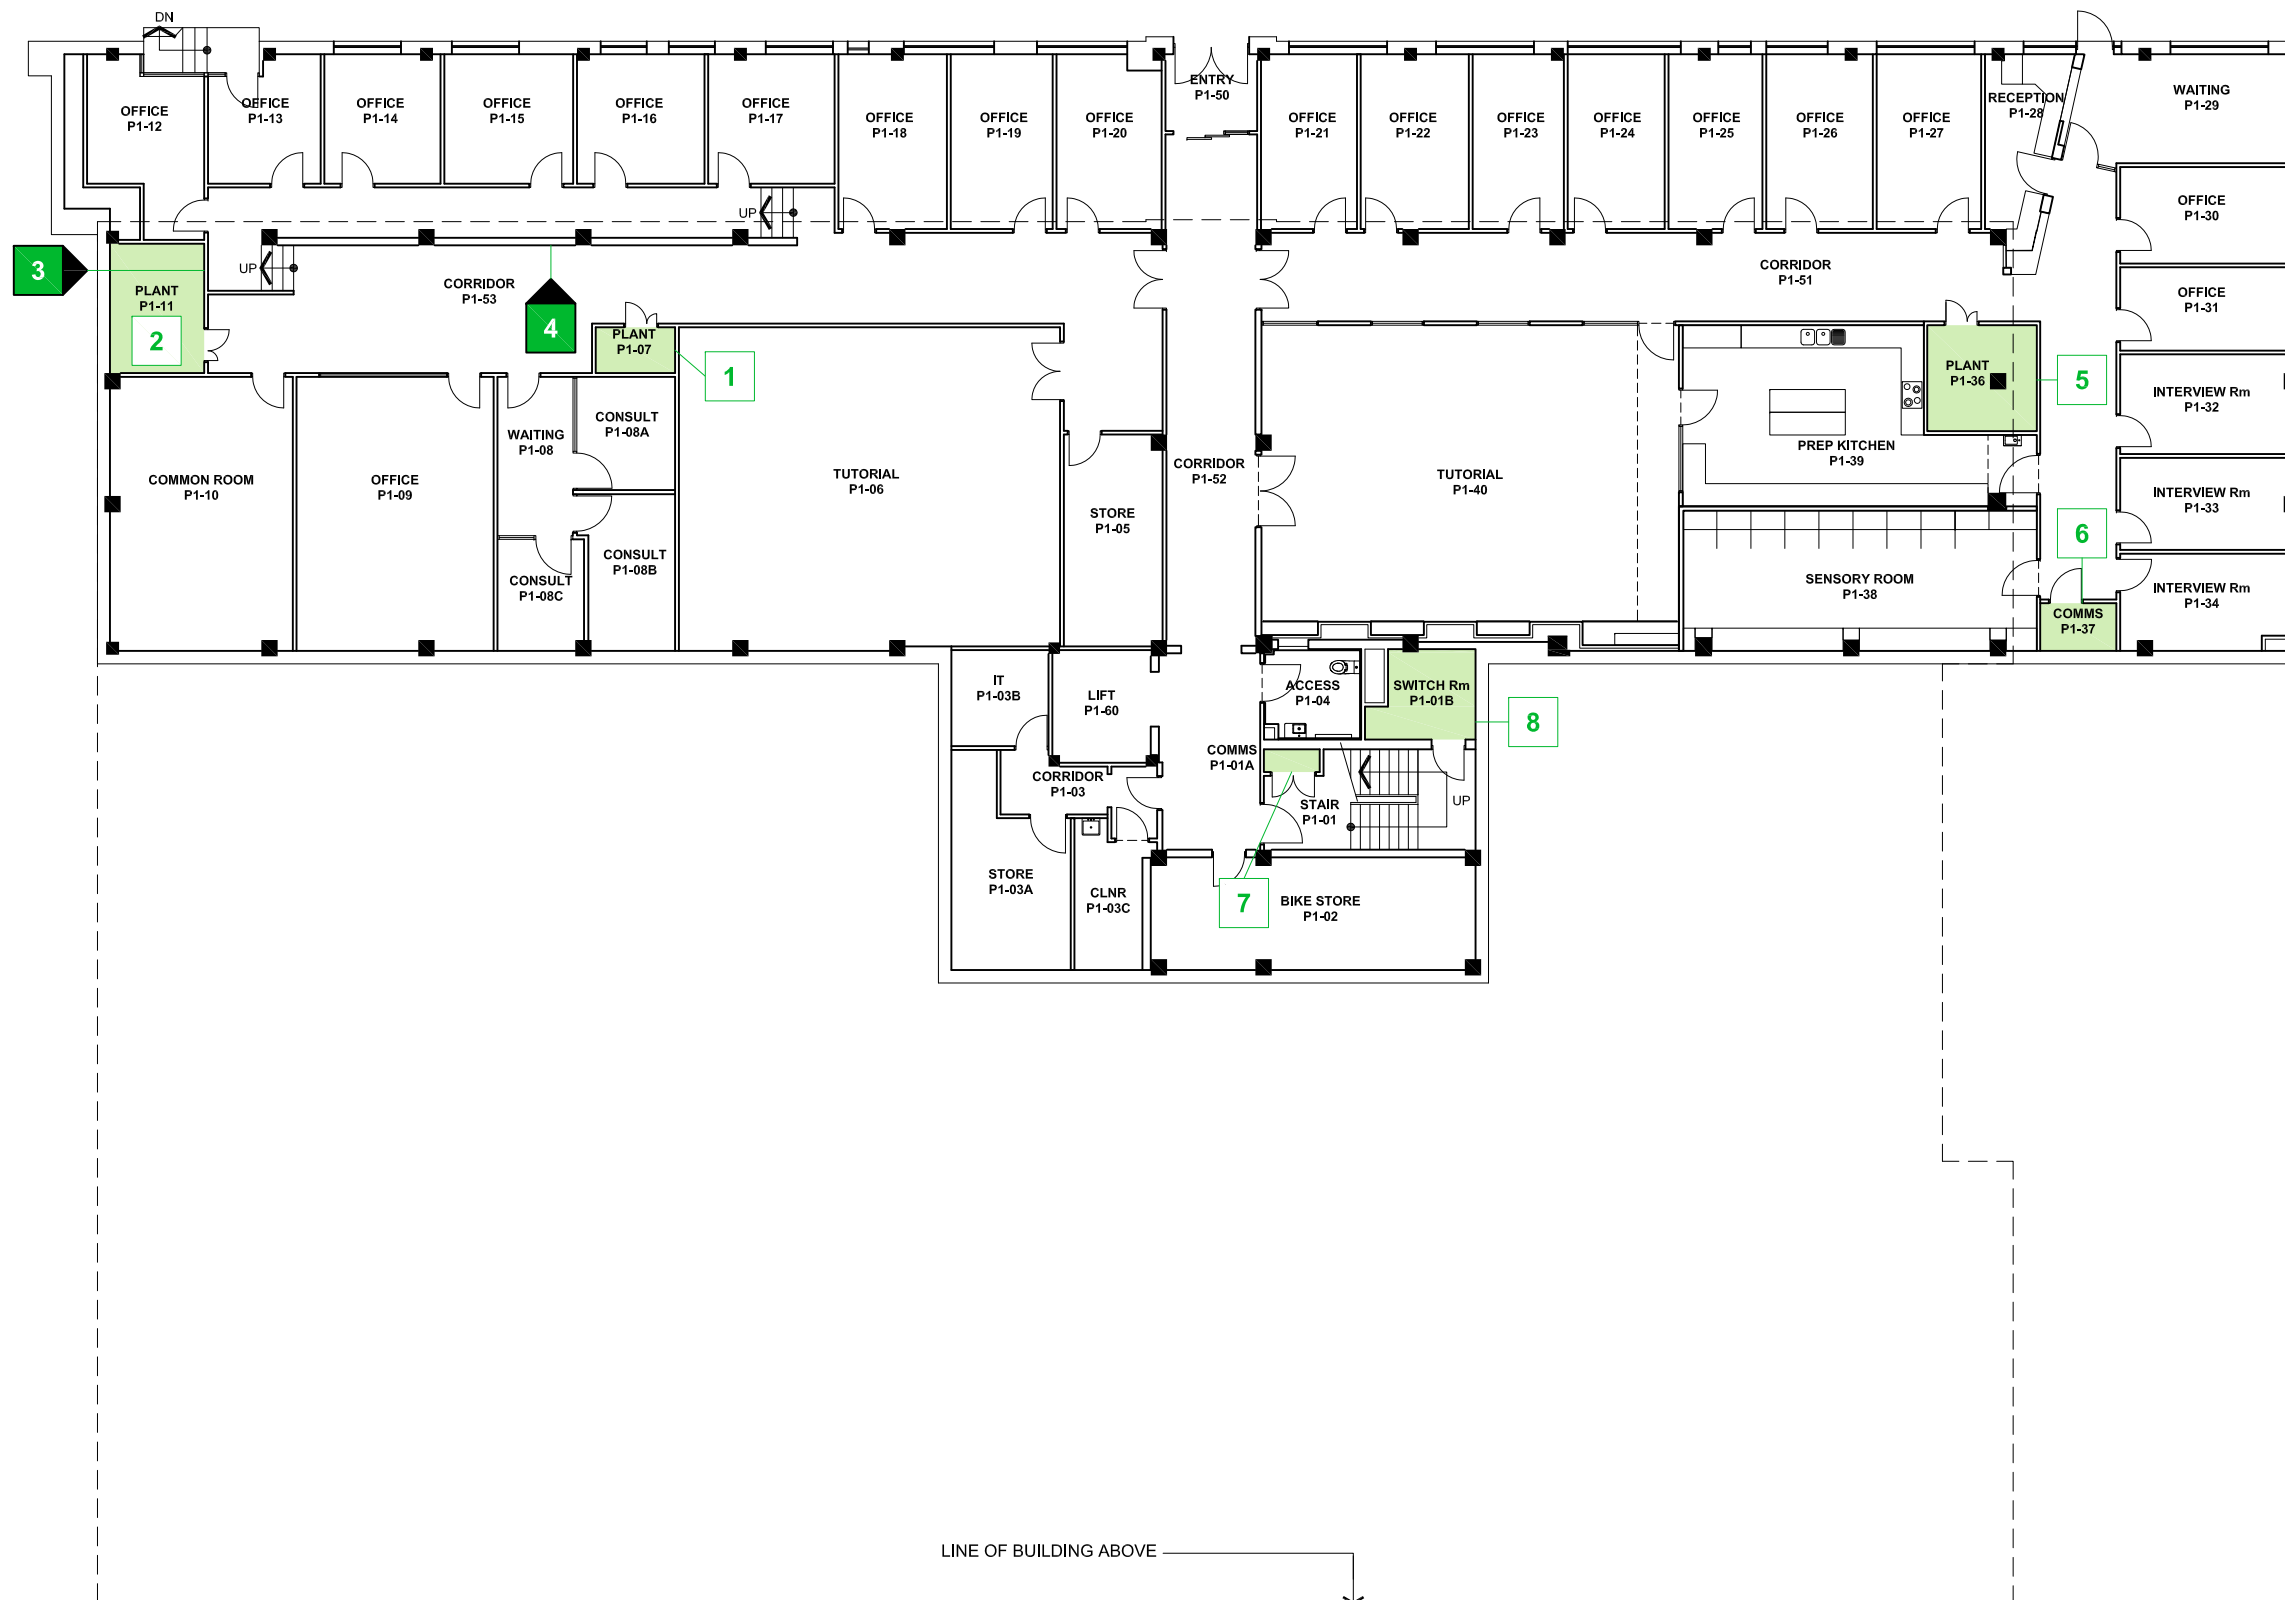 DN
OFFICE
P1-12
OFFICE
P1-13
OFFICE
P1-14
OFFICE
P1-15
OFFICE
P1-16
OFFICE
P1-17
OFFICE
P1-18
OFFICE
P1-19
OFFICE
P1-20
ENTRY
P1-50
OFFICE
P1-21
OFFICE
P1-22
OFFICE
P1-23
OFFICE
P1-24
OFFICE
P1-25
OFFICE
P1-26
OFFICE
P1-27
RECEPTION
P1-28
WAITING
P1-29
OFFICE
P1-30
UP
UP
3
PLANT
P1-11
2
CORRIDOR
P1-53
4
PLANT
P1-07
1
CORRIDOR
P1-51
OFFICE
P1-31
PLANT
P1-36
5
INTERVIEW Rm
P1-32
COMMON ROOM
P1-10
OFFICE
P1-09
WAITING
P1-08
CONSULT
P1-08A
TUTORIAL
P1-06
CORRIDOR
P1-52
TUTORIAL
P1-40
PREP KITCHEN
P1-39
STORE
P1-05
INTERVIEW Rm
P1-33
6
CONSULT
P1-08B
CONSULT
P1-08C
SENSORY ROOM
P1-38
INTERVIEW Rm
P1-34
COMMS
P1-37
IT
P1-03B
LIFT
P1-60
ACCESS
P1-04
SWITCH Rm
P1-01B
8
COMMS
P1-01A
CORRIDOR
P1-03
STAIR
P1-01
UP
STORE
P1-03A
CLNR
P1-03C
7
BIKE STORE
P1-02
LINE OF BUILDING ABOVE